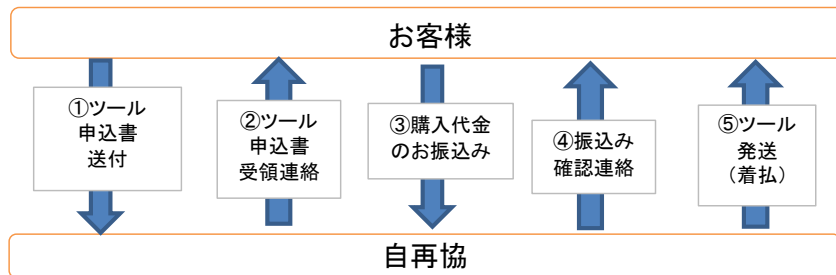 お客様
①ツール
申込書
送付
②ツール
申込書
受領連絡
③購入代金
のお振込み
④振込み
確認連絡
⑤ツール
発送
（着払）
自再協